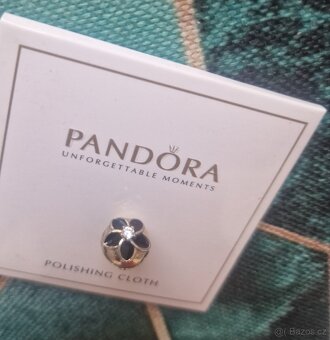 PANDORA
UNFORGETTABLE MOMENTS
POLISHING CLOTH
© Bazos.cz